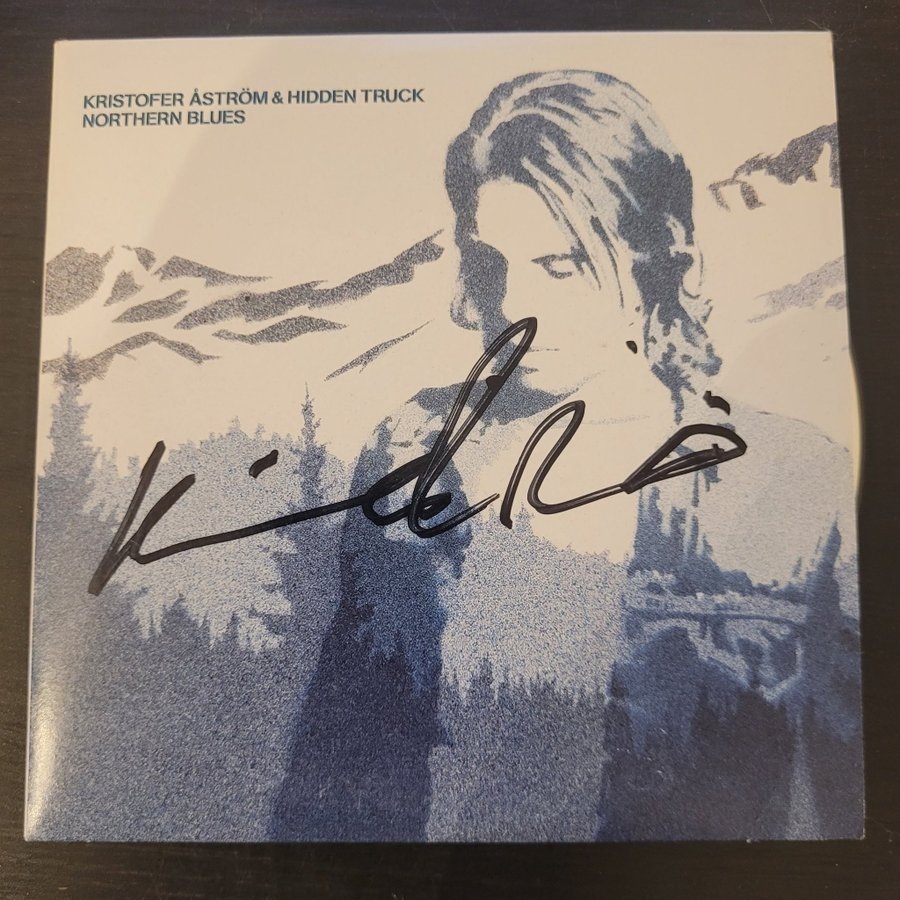 KRISTOFER ÅSTRÖM & HIDDEN TRUCK
NORTHERN BLUES